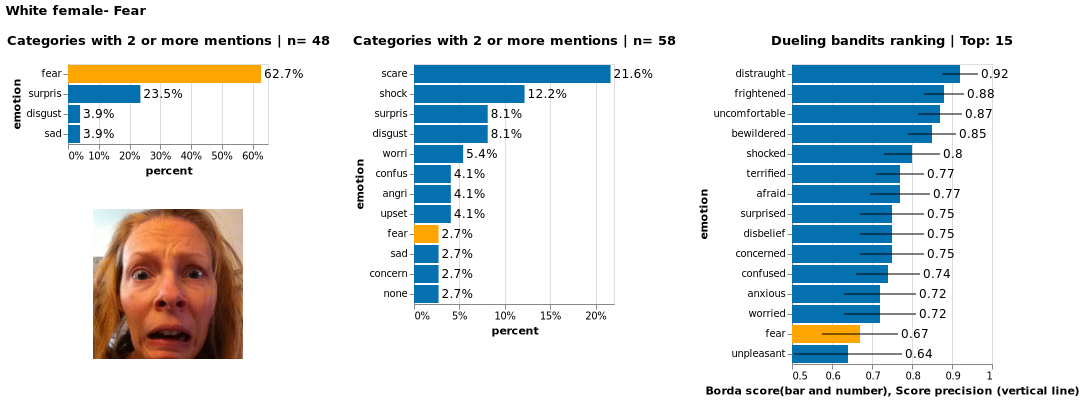 White female- Fear
Categories with 2 or more mentions | n= 48
emotion
fear 62.7%
surpris 23.5%
disgust 3.9%
sad 3.9%
0% 10% 20% 30% 40% 50% 60%
percent
Categories with 2 or more mentions | n= 58
emotion
scare 21.6%
shock 12.2%
surpris 8.1%
disgust 8.1%
worri 5.4%
confus 4.1%
angri 4.1%
upset 4.1%
fear 2.7%
sad 2.7%
concern 2.7%
none 2.7%
0% 5% 10% 15% 20%
percent
Dueling bandits ranking | Top: 15
emotion
distraught 0.92
frightened 0.88
uncomfortable 0.87
bewildered 0.85
shocked 0.8
terrified 0.77
afraid 0.77
surprised 0.75
disbelief 0.75
concerned 0.75
confused 0.74
anxious 0.72
worried 0.72
fear 0.67
unpleasant 0.64
0.5 0.6 0.7 0.8 0.9 1
Borda score(bar and number), Score precision (vertical line)